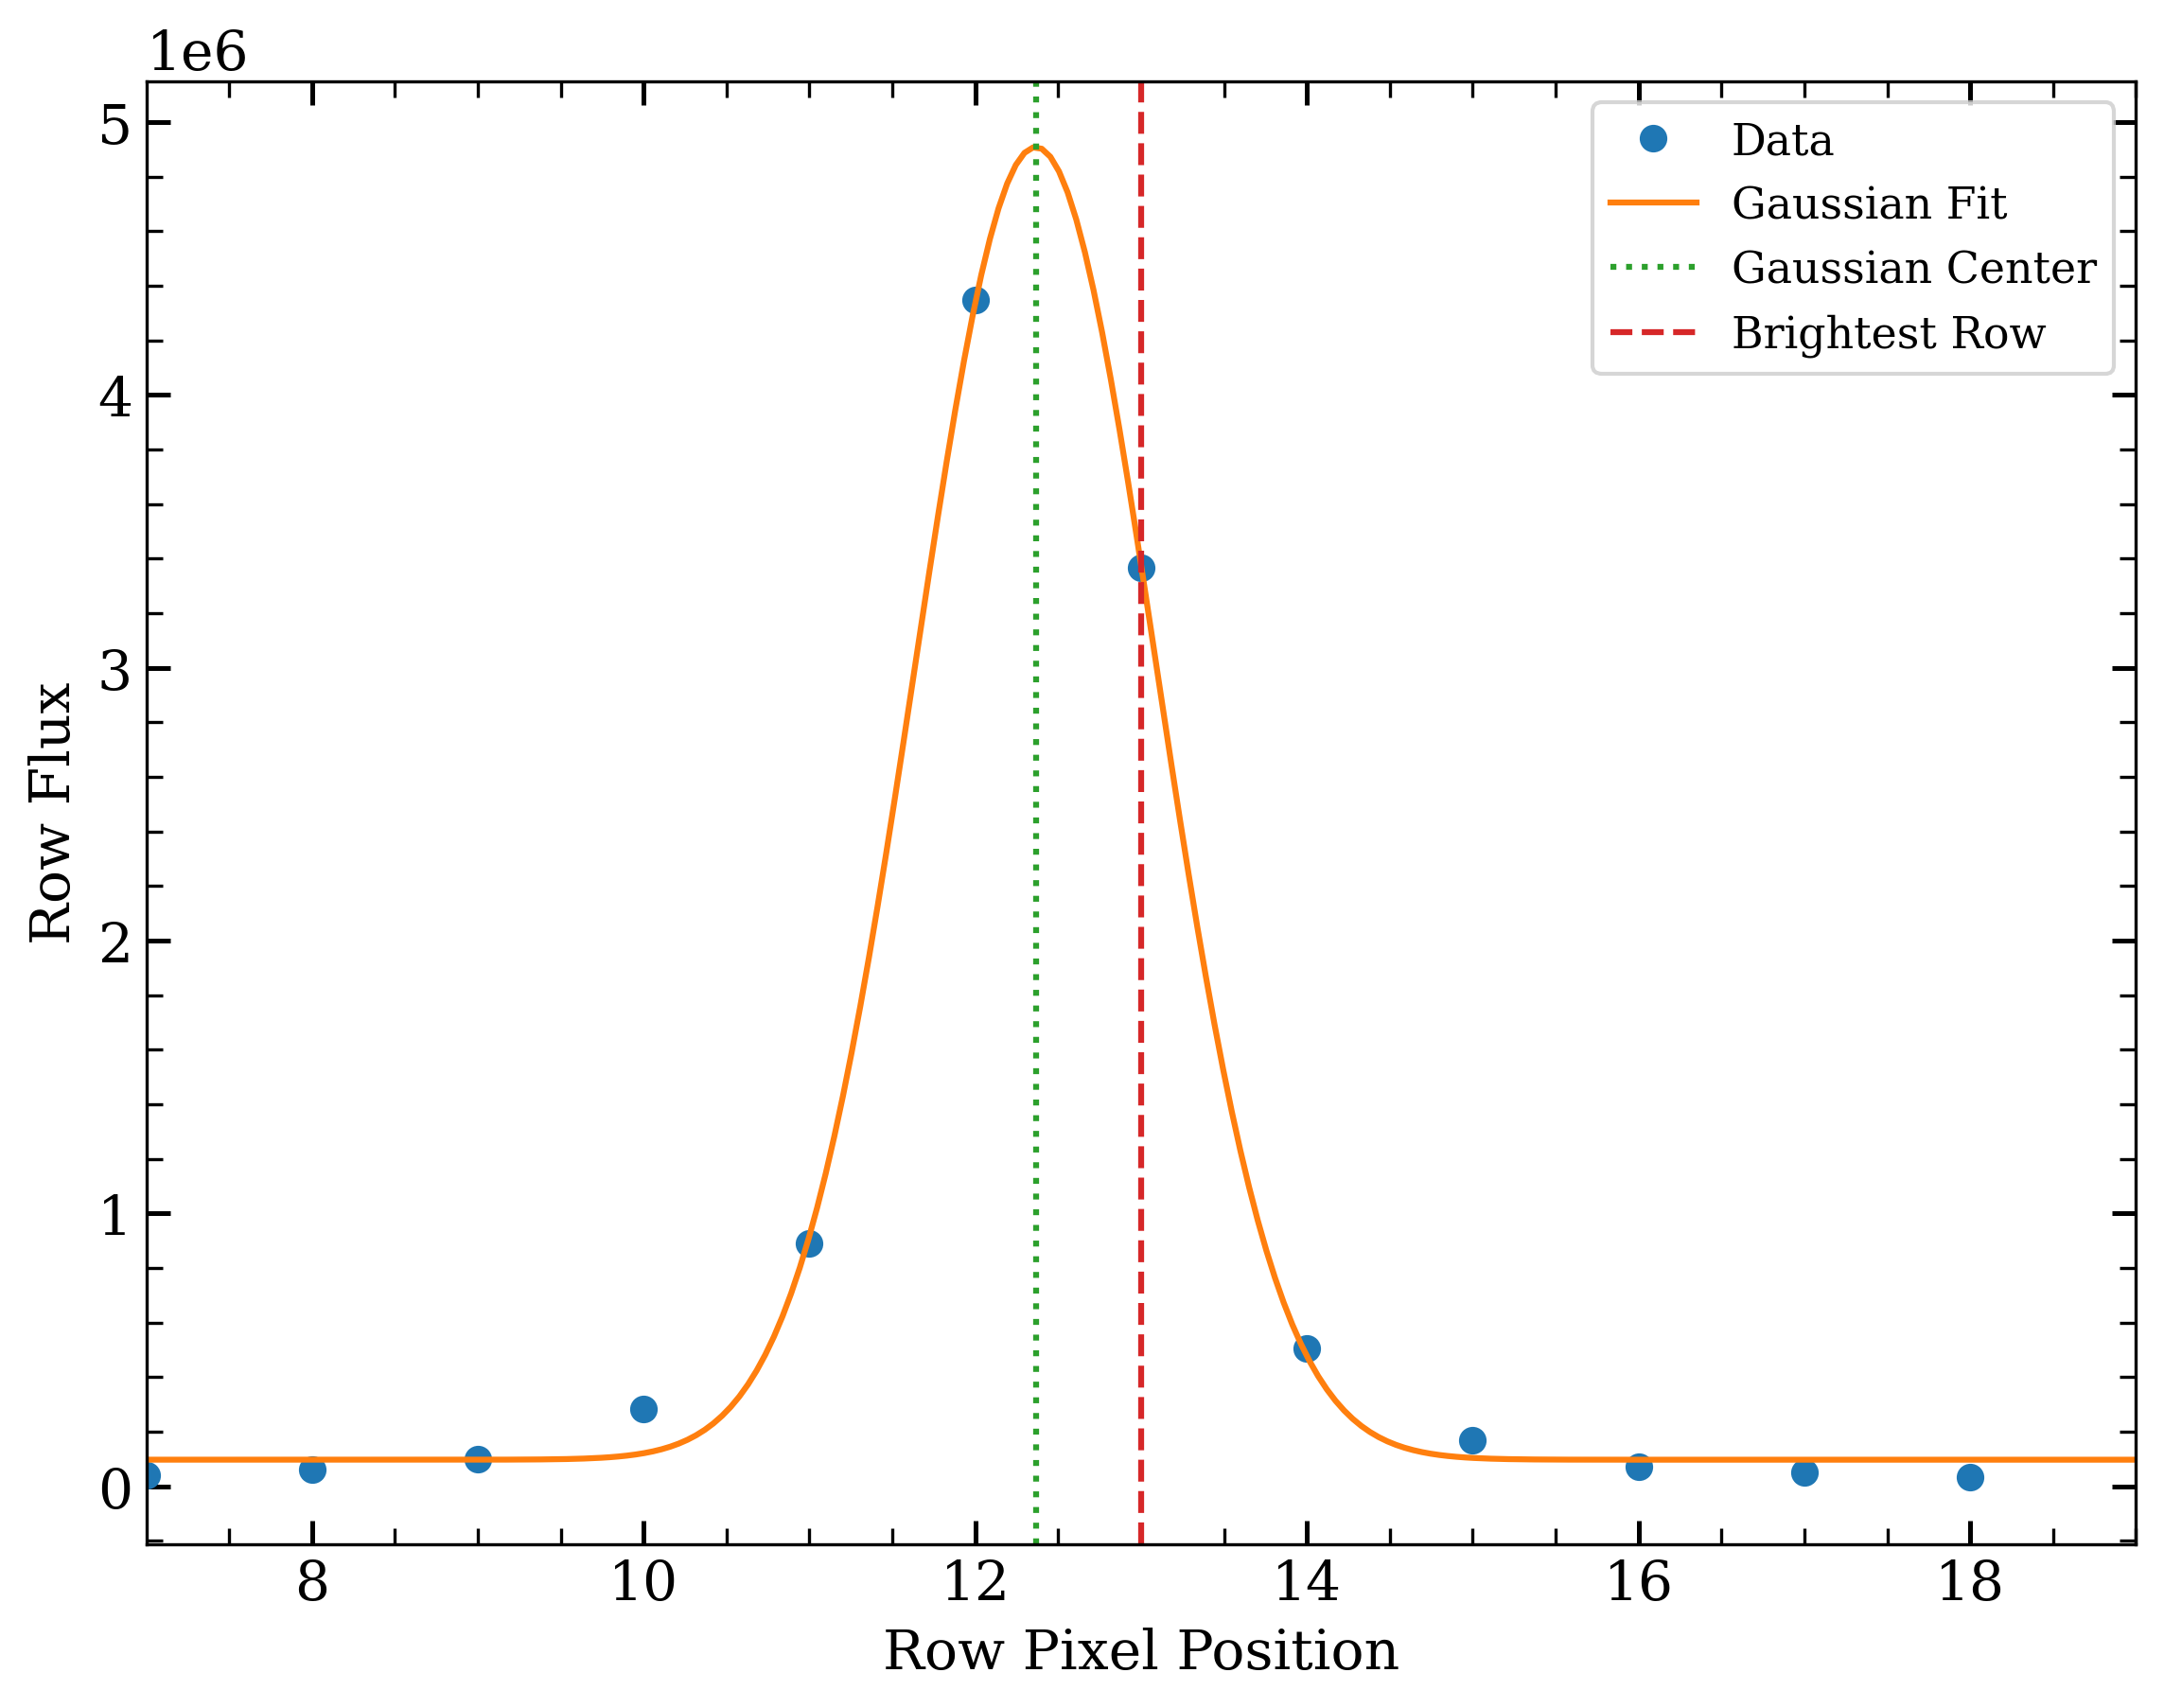 1e6
5
4
3
2
1
0
Row Flux
Data
Gaussian Fit
Gaussian Center
Brightest Row
8 10 12 14 16 18
Row Pixel Position